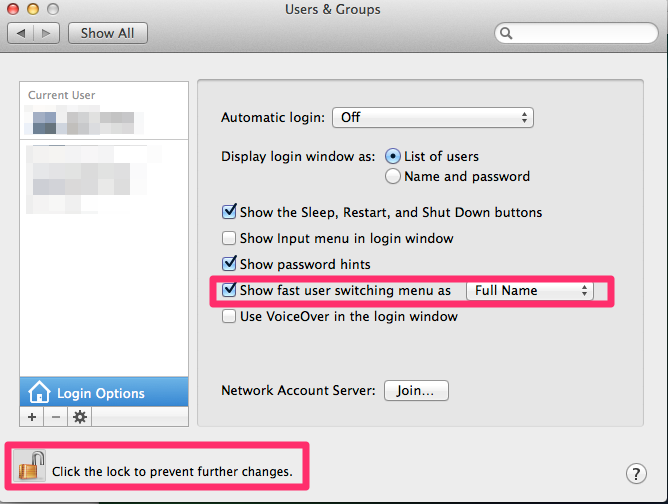 Users & Groups
Show All
Current User
Automatic login: Off
Display login window as: List of users
Name and password
Show the Sleep, Restart, and Shut Down buttons
Show Input menu in login window
Show password hints
Show fast user switching menu as Full Name
Use VoiceOver in the login window
Login Options
Network Account Server: Join...
+ −
Click the lock to prevent further changes. ?